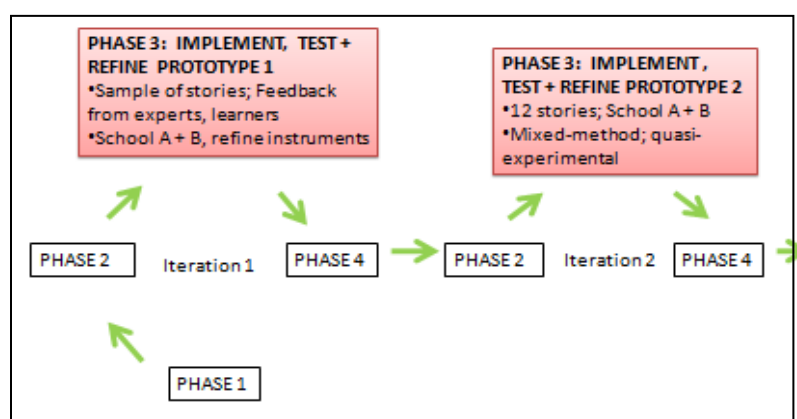 PHASE 3: IMPLEMENT, TEST +
REFINE PROTOTYPE 1
•Sample of stories; Feedback
from experts, learners
•School A + B, refine instruments
PHASE 3: IMPLEMENT ,
TEST + REFINE PROTOTYPE 2
•12 stories; School A + B
•Mixed-method; quasi-
experimental
PHASE 2
Iteration 1
PHASE 4
PHASE 2
Iteration 2
PHASE 4
PHASE 1